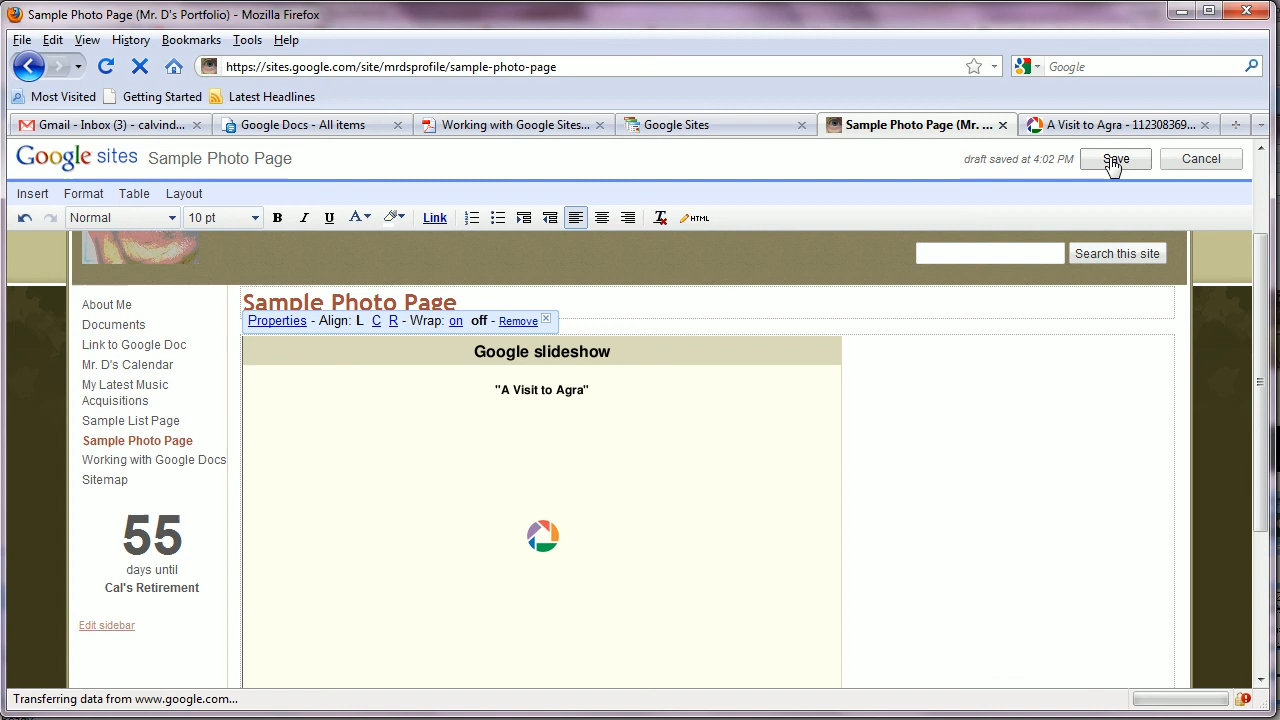 Sample Photo Page (Mr. D's Portfolio) - Mozilla Firefox
File Edit View History Bookmarks Tools Help
https://sites.google.com/site/mrdsprofile/sample-photo-page
Google
Most Visited Getting Started Latest Headlines
Gmail - Inbox (3) - calvind... Google Docs - All items Working with Google Sites... Google Sites Sample Photo Page (Mr. ... A Visit to Agra - 112308369...
Google sites Sample Photo Page draft saved at 4:02 PM Save Cancel
Insert Format Table Layout
Normal 10 pt B I U A Link HTML
Search this site
Sample Photo Page
Properties - Align: L C R - Wrap: on off - Remove
Google slideshow
"A Visit to Agra"
About Me
Documents
Link to Google Doc
Mr. D's Calendar
My Latest Music
Acquisitions
Sample List Page
Sample Photo Page
Working with Google Docs
Sitemap
55
days until
Cal's Retirement
Edit sidebar
Transferring data from www.google.com...